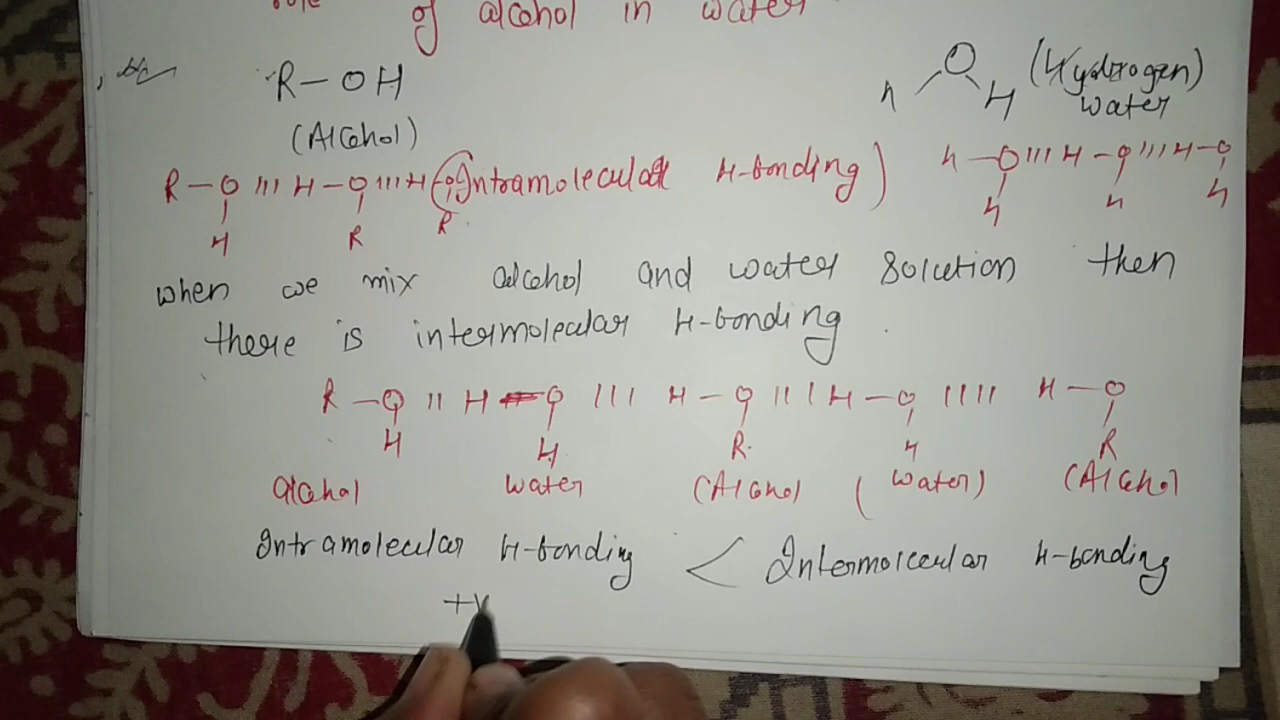 of alcohol in water
R-OH
(Alcohol)
H O H (Hydrogen)
water
R-O ||| H-O ||| H-O (Intramolecular H-bonding)
H R R
H-O ||| H-O ||| H-O
H H H
when we mix alcohol and water solution then
there is intermolecular H-bonding.
R-O || H-O ||| H-O |||H-O |||| H-O
H H R H R
alcohol water (Alcohol (water) (Alcohol
Intramolecular H-bonding < Intermolecular H-bonding